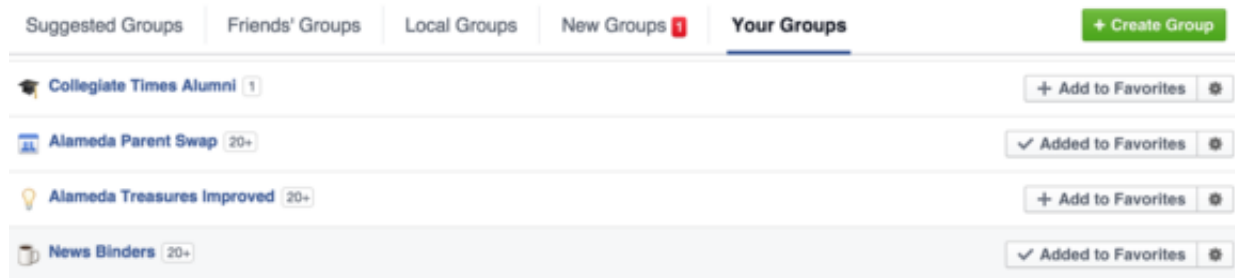 Suggested Groups Friends' Groups Local Groups New Groups 1 Your Groups + Create Group
Collegiate Times Alumni 1 + Add to Favorites
Alameda Parent Swap 20+ ✓ Added to Favorites
Alameda Treasures Improved 20+ + Add to Favorites
News Binders 20+ ✓ Added to Favorites